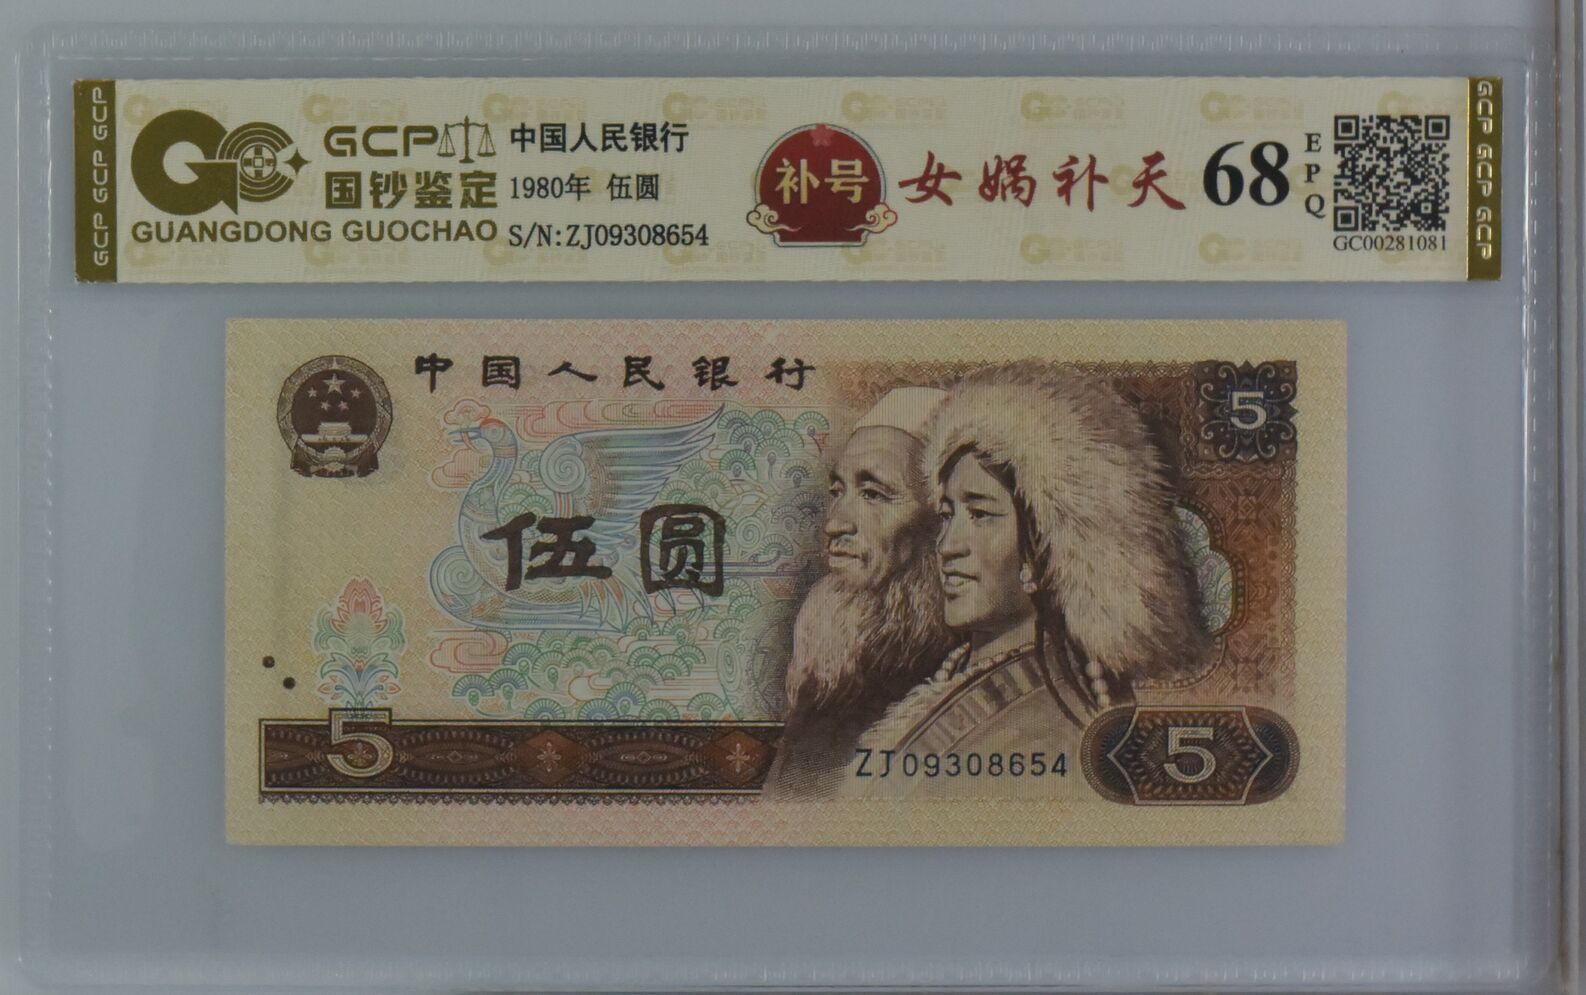 GCP GCP GCP
GCP
国钞鉴定
GUANGDONG GUOCHAO
中国人民银行
1980年 伍圆
S/N:ZJ09308654
补号
女娲补天
68
EPQ
GC00281081
GCP GCP GCP
中国人民银行
5
伍圆
5
ZJ09308654
5